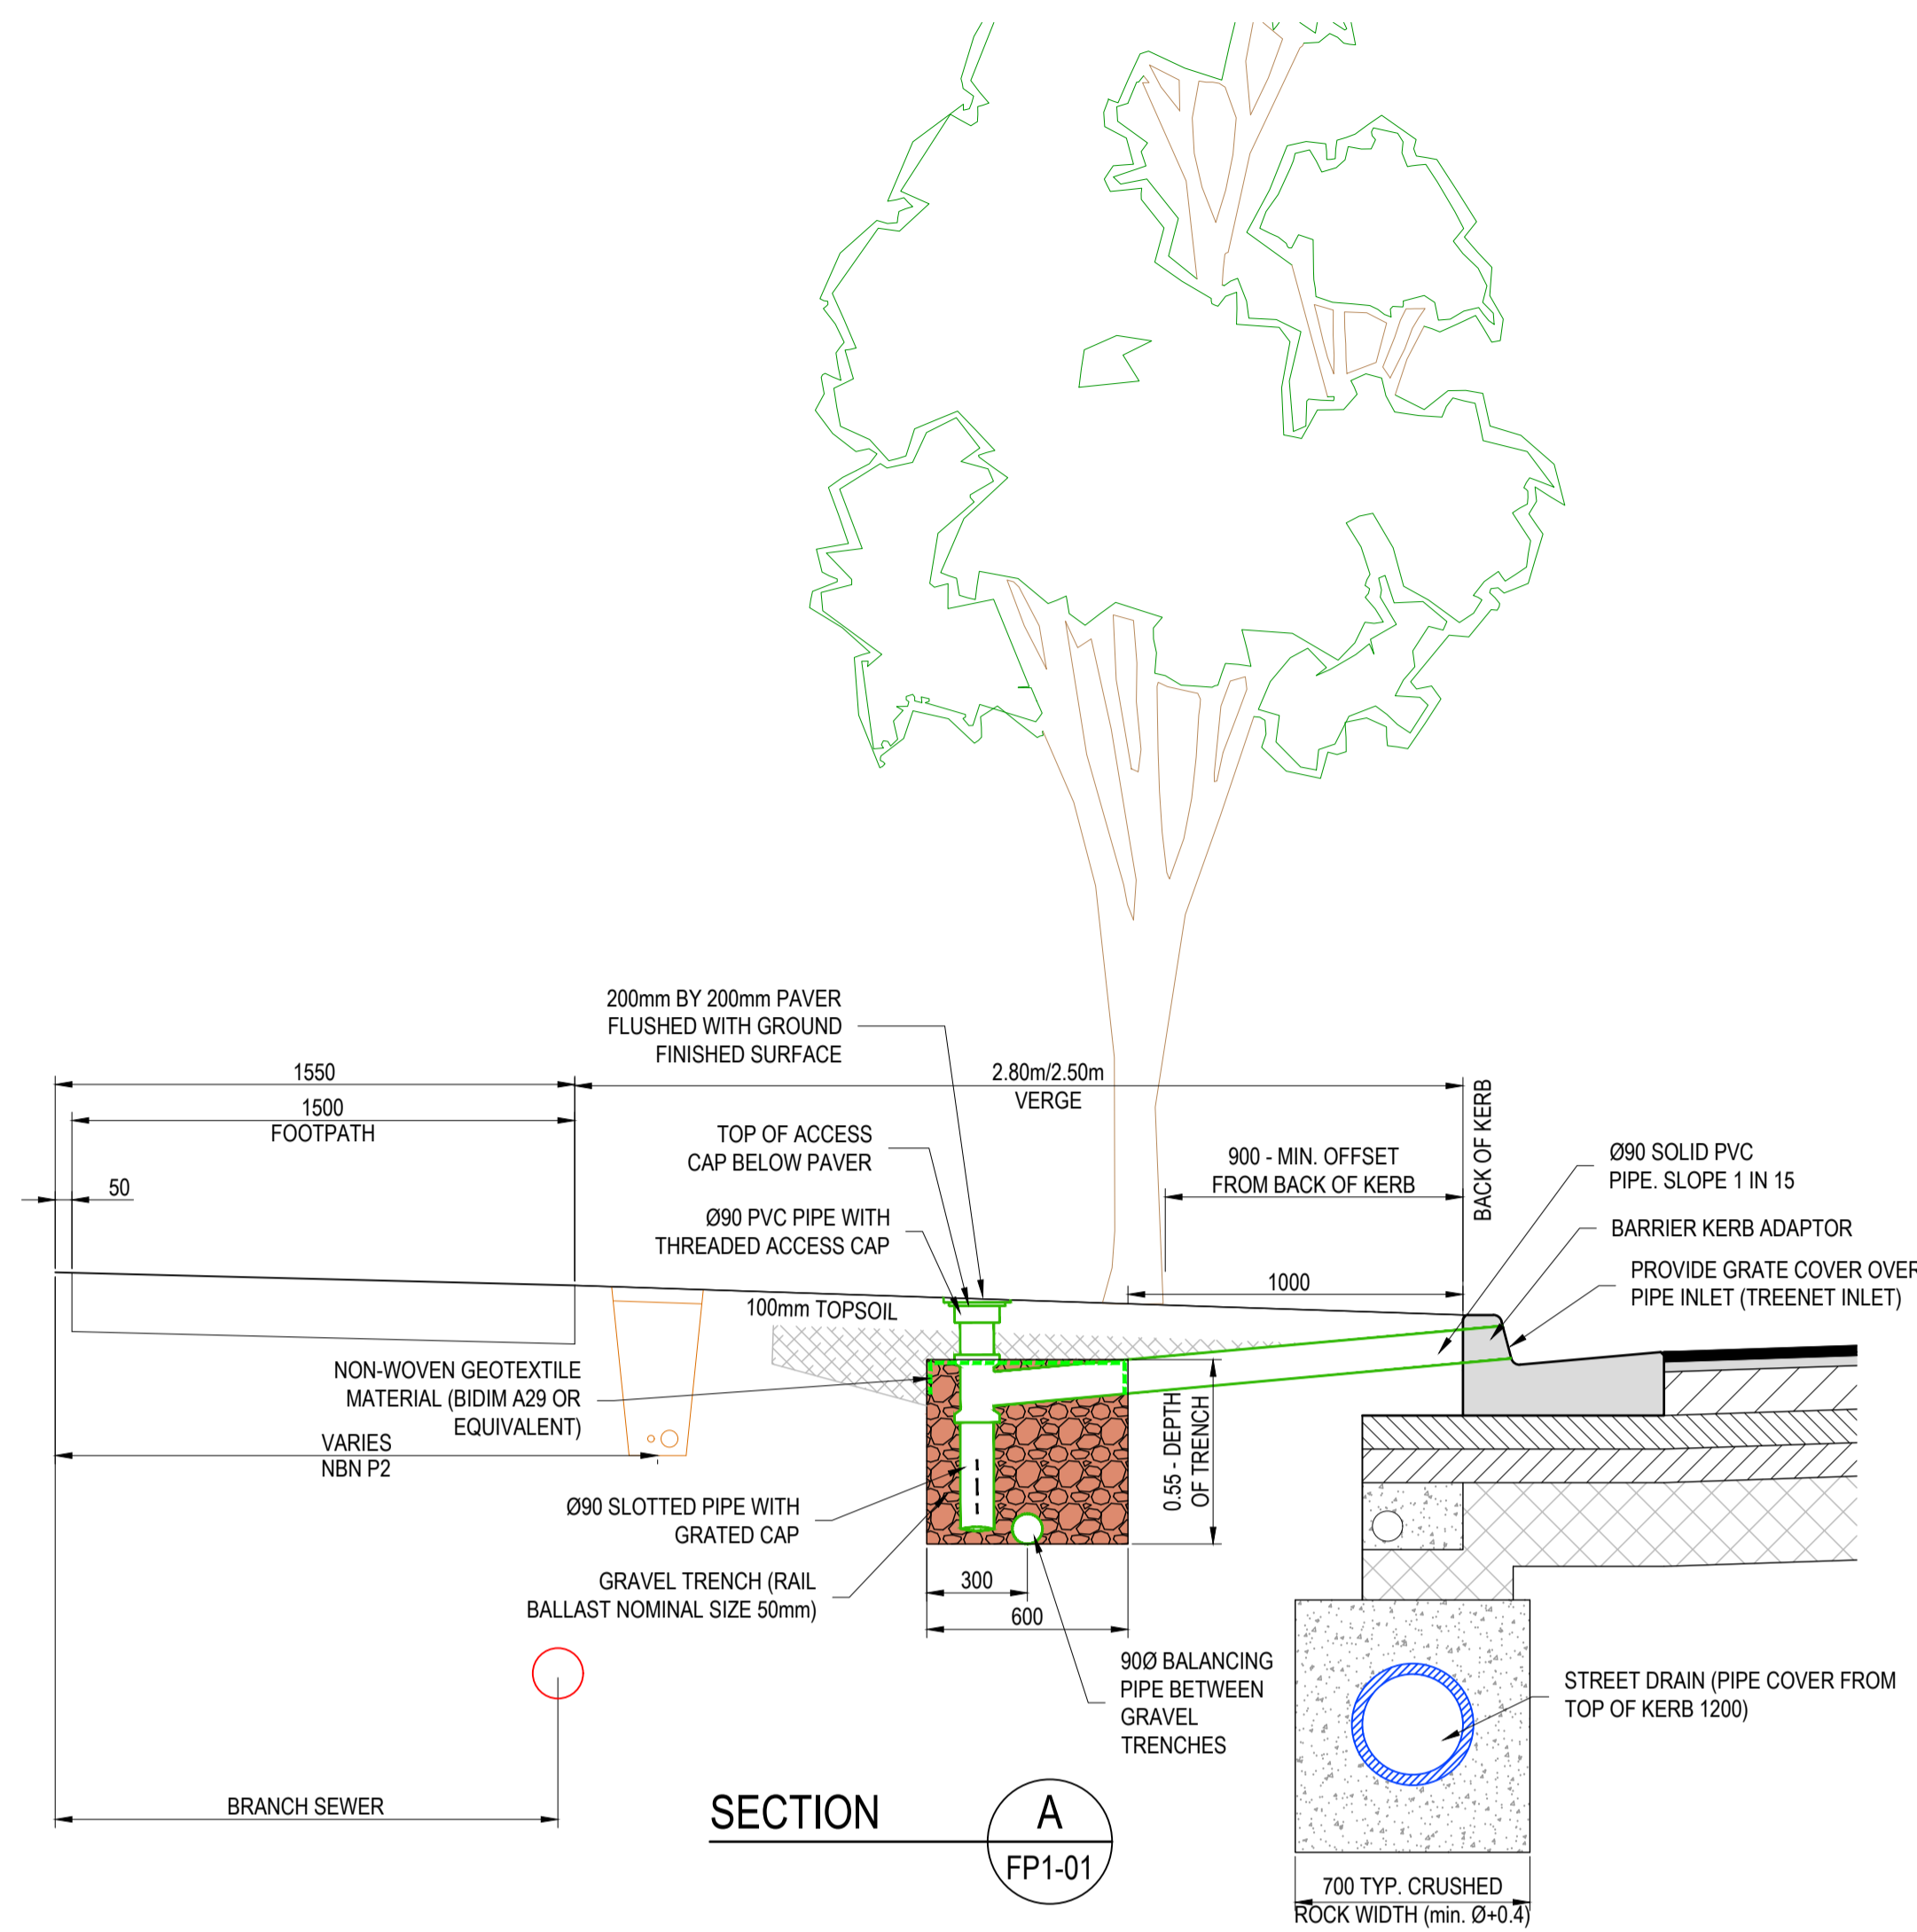 200mm BY 200mm PAVER
FLUSHED WITH GROUND
FINISHED SURFACE
1550
1500
FOOTPATH
50
2.80m/2.50m
VERGE
TOP OF ACCESS
CAP BELOW PAVER
Ø90 PVC PIPE WITH
THREADED ACCESS CAP
900 - MIN. OFFSET
FROM BACK OF KERB
BACK OF KERB
Ø90 SOLID PVC
PIPE. SLOPE 1 IN 15
BARRIER KERB ADAPTOR
PROVIDE GRATE COVER OVER
PIPE INLET (TREENET INLET)
1000
100mm TOPSOIL
NON-WOVEN GEOTEXTILE
MATERIAL (BIDIM A29 OR
EQUIVALENT)
VARIES
NBN P2
0.55 - DEPTH
OF TRENCH
Ø90 SLOTTED PIPE WITH
GRATED CAP
GRAVEL TRENCH (RAIL
BALLAST NOMINAL SIZE 50mm)
300
600
90Ø BALANCING
PIPE BETWEEN
GRAVEL
TRENCHES
STREET DRAIN (PIPE COVER FROM
TOP OF KERB 1200)
BRANCH SEWER
SECTION
A
FP1-01
700 TYP. CRUSHED
ROCK WIDTH (min. Ø+0.4)